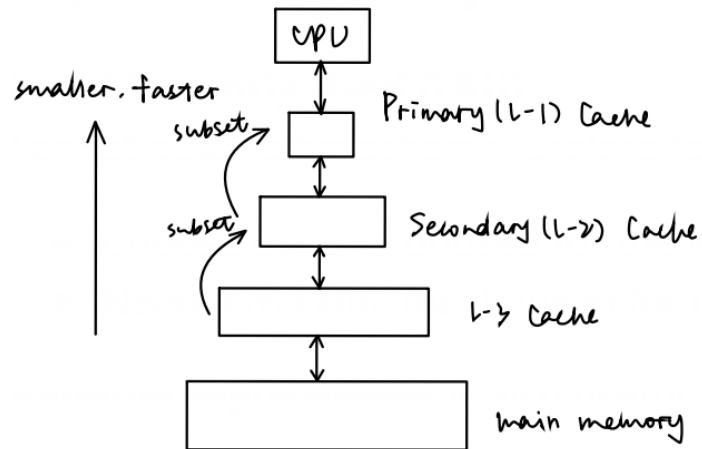 CPU
smaller. faster
Primary (L-1) Cache
subset
Secondary (L-2) Cache
subset
L-3 Cache
main memory